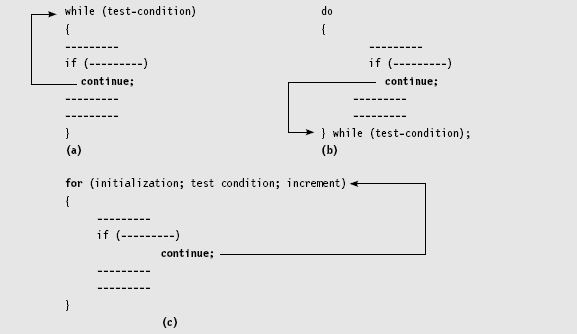 while (test-condition)
{
---------
if (---------)
continue;
---------
---------
}
(a)
do
{
---------
if (---------)
continue;
---------
---------
} while (test-condition);
(b)
for (initialization; test condition; increment)
{
---------
if (---------)
continue;
---------
---------
}
(c)